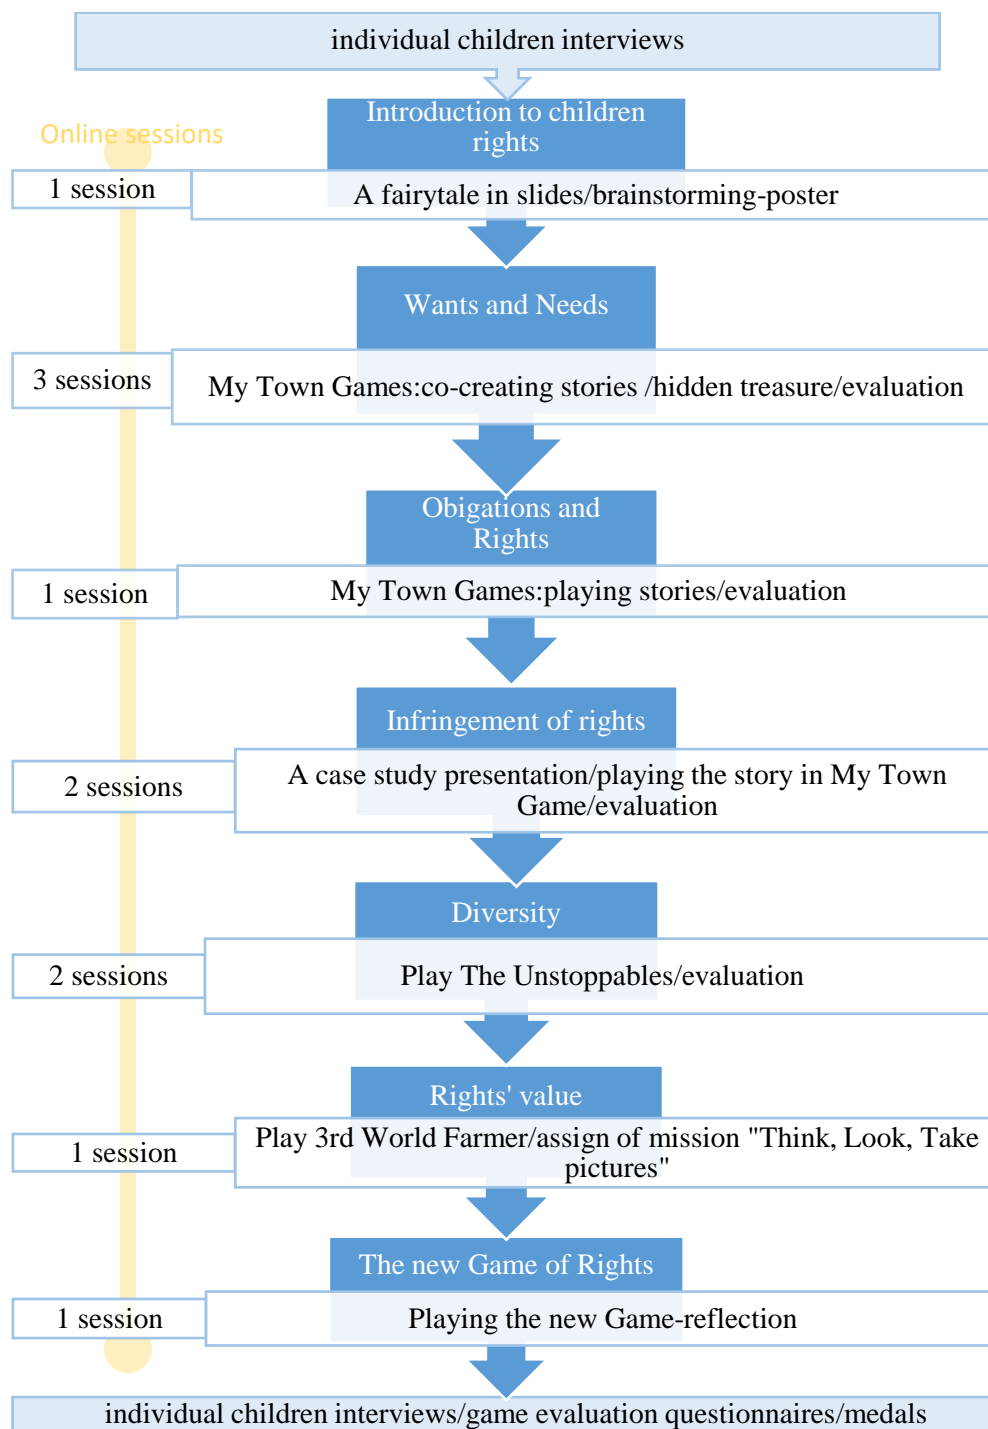 individual children interviews
Online sessions
Introduction to children
rights
1 session
A fairytale in slides/brainstorming-poster
Wants and Needs
3 sessions
My Town Games:co-creating stories /hidden treasure/evaluation
Obigations and
Rights
1 session
My Town Games:playing stories/evaluation
Infringement of rights
2 sessions
A case study presentation/playing the story in My Town
Game/evaluation
Diversity
2 sessions
Play The Unstoppables/evaluation
Rights' value
1 session
Play 3rd World Farmer/assign of mission "Think, Look, Take
pictures"
The new Game of Rights
1 session
Playing the new Game-reflection
individual children interviews/game evaluation questionnaires/medals